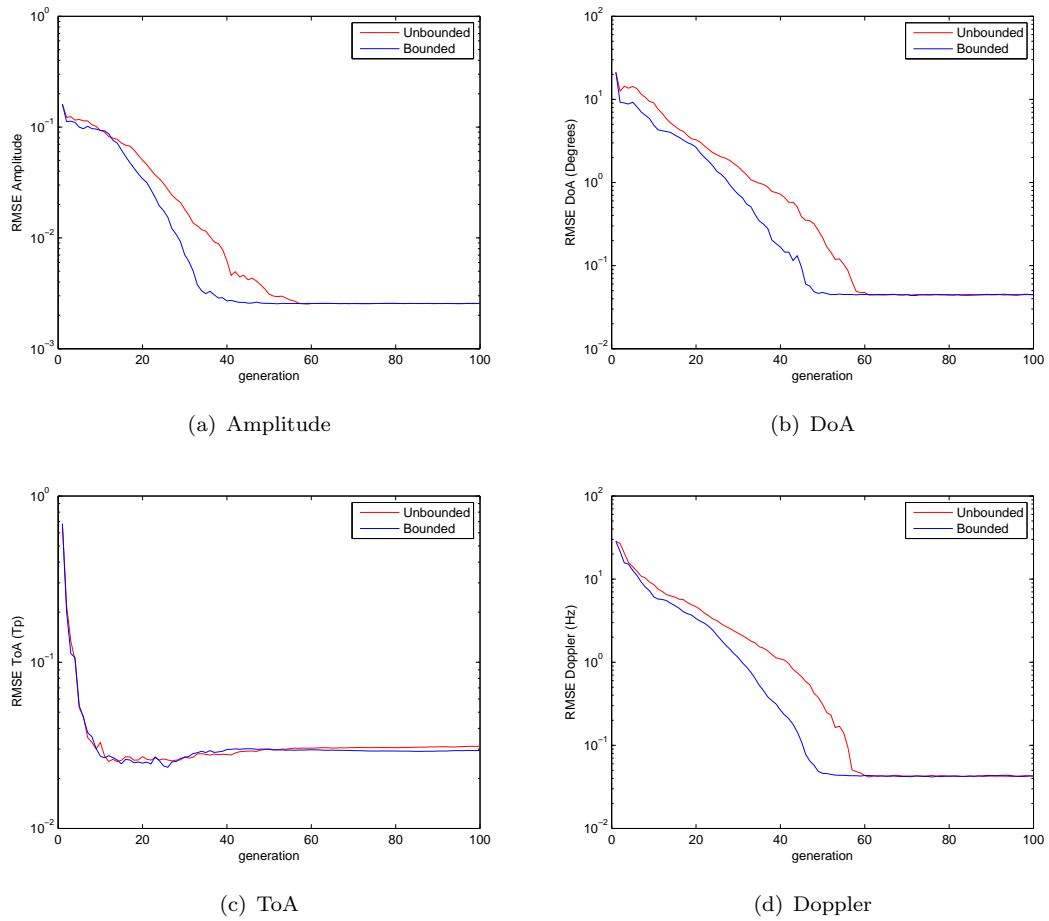 10^0
10^-1
10^-2
10^-3
RMSE Amplitude
0 20 40 60 80 100
generation
Unbounded
Bounded
(a) Amplitude
10^2
10^1
10^0
10^-1
10^-2
RMSE DoA (Degrees)
0 20 40 60 80 100
generation
Unbounded
Bounded
(b) DoA
10^0
10^-1
10^-2
RMSE ToA (Tp)
0 20 40 60 80 100
generation
Unbounded
Bounded
(c) ToA
10^2
10^1
10^0
10^-1
10^-2
RMSE Doppler (Hz)
0 20 40 60 80 100
generation
Unbounded
Bounded
(d) Doppler